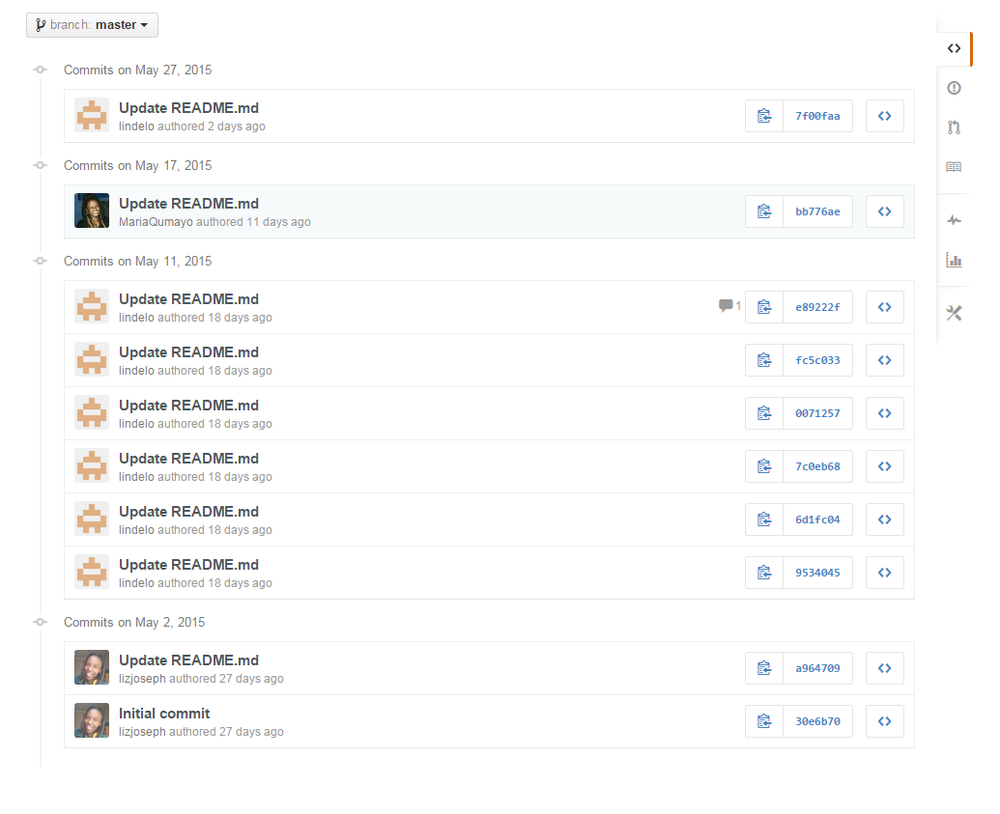 branch: master
Commits on May 27, 2015
Update README.md
lindelo authored 2 days ago
7f00faa
Commits on May 17, 2015
Update README.md
MariaQumayo authored 11 days ago
bb776ae
Commits on May 11, 2015
Update README.md
lindelo authored 18 days ago
1
e89222f
Update README.md
lindelo authored 18 days ago
fc5c033
Update README.md
lindelo authored 18 days ago
0071257
Update README.md
lindelo authored 18 days ago
7c0eb68
Update README.md
lindelo authored 18 days ago
6d1fc04
Update README.md
lindelo authored 18 days ago
9534045
Commits on May 2, 2015
Update README.md
lizjoseph authored 27 days ago
a964709
Initial commit
lizjoseph authored 27 days ago
30e6b70